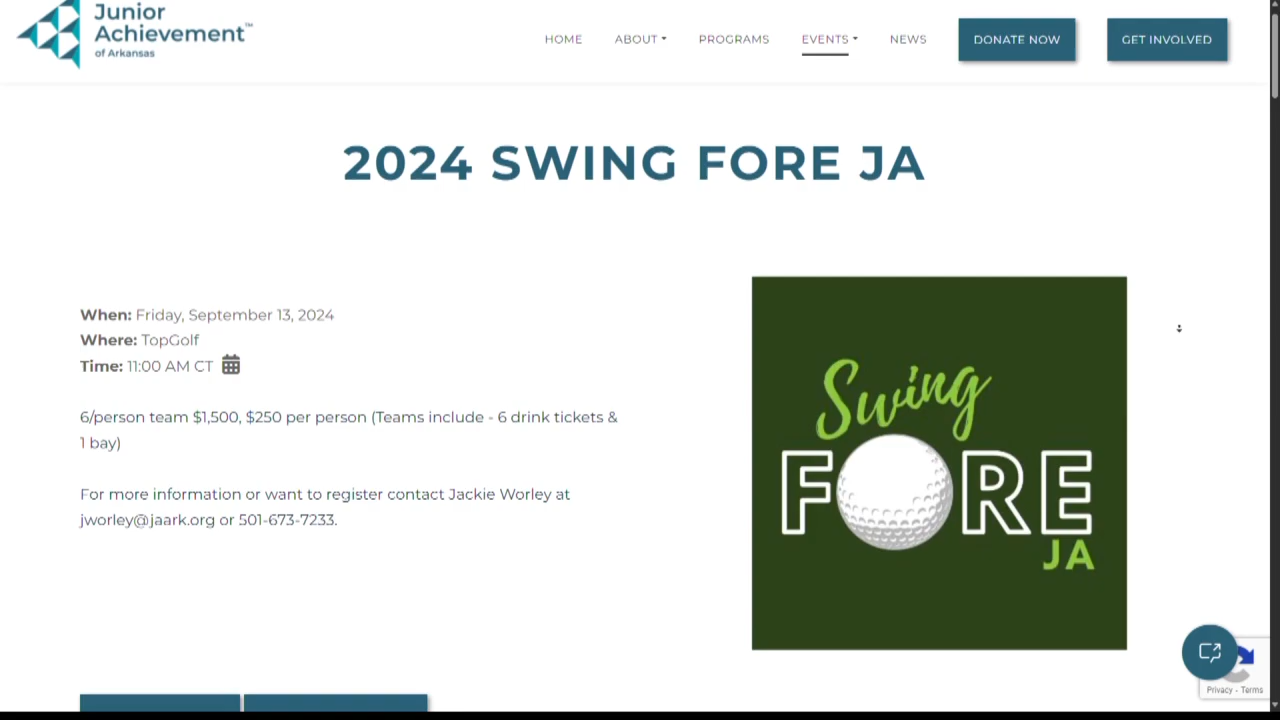 Junior
Achievement™
of Arkansas
HOME ABOUT PROGRAMS EVENTS NEWS DONATE NOW GET INVOLVED
2024 SWING FORE JA
When: Friday, September 13, 2024
Where: TopGolf
Time: 11:00 AM CT
6/person team $1,500, $250 per person (Teams include - 6 drink tickets &
1 bay)
For more information or want to register contact Jackie Worley at
jworley@jaark.org or 501-673-7233.
Swing
FORE
JA
Privacy - Terms